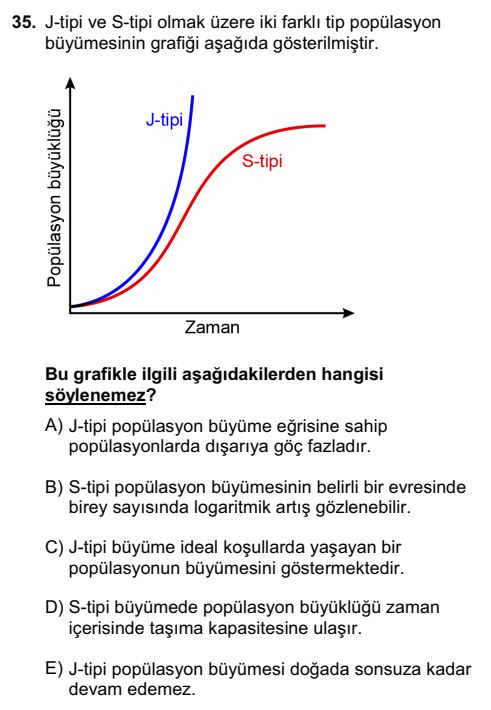 35. J-tipi ve S-tipi olmak üzere iki farklı tip popülasyon
büyümesinin grafiği aşağıda gösterilmiştir.
Popülasyon büyüklüğü
J-tipi
S-tipi
Zaman
Bu grafikle ilgili aşağıdakilerden hangisi
söylenemez?
A) J-tipi popülasyon büyüme eğrisine sahip
popülasyonlarda dışarıya göç fazladır.
B) S-tipi popülasyon büyümesinin belirli bir evresinde
birey sayısında logaritmik artış gözlenebilir.
C) J-tipi büyüme ideal koşullarda yaşayan bir
popülasyonun büyümesini göstermektedir.
D) S-tipi büyümede popülasyon büyüklüğü zaman
içerisinde taşıma kapasitesine ulaşır.
E) J-tipi popülasyon büyümesi doğada sonsuza kadar
devam edemez.